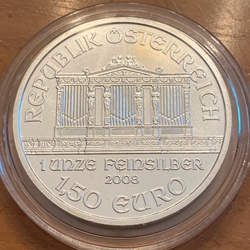 REPUBLIK ÖSTERREICH
1 UNZE FEINSILBER
2008
1,50 EURO